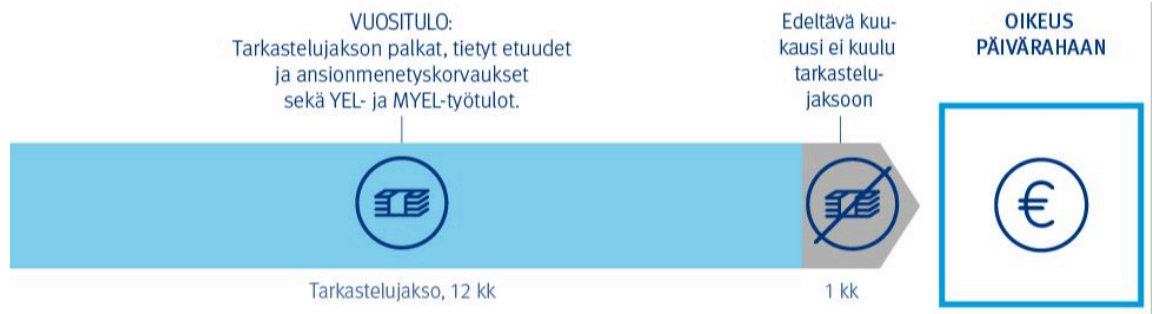 VUOSITULO:
Tarkastelujakson palkat, tietyt etuudet
ja ansionmenetyskorvaukset
sekä YEL- ja MYEL-työtulot.
Edeltävä kuu-
kausi ei kuulu
tarkastelu-
jaksoon
OIKEUS
PÄIVÄRAHAAN
€
Tarkastelujakso, 12 kk
1 kk